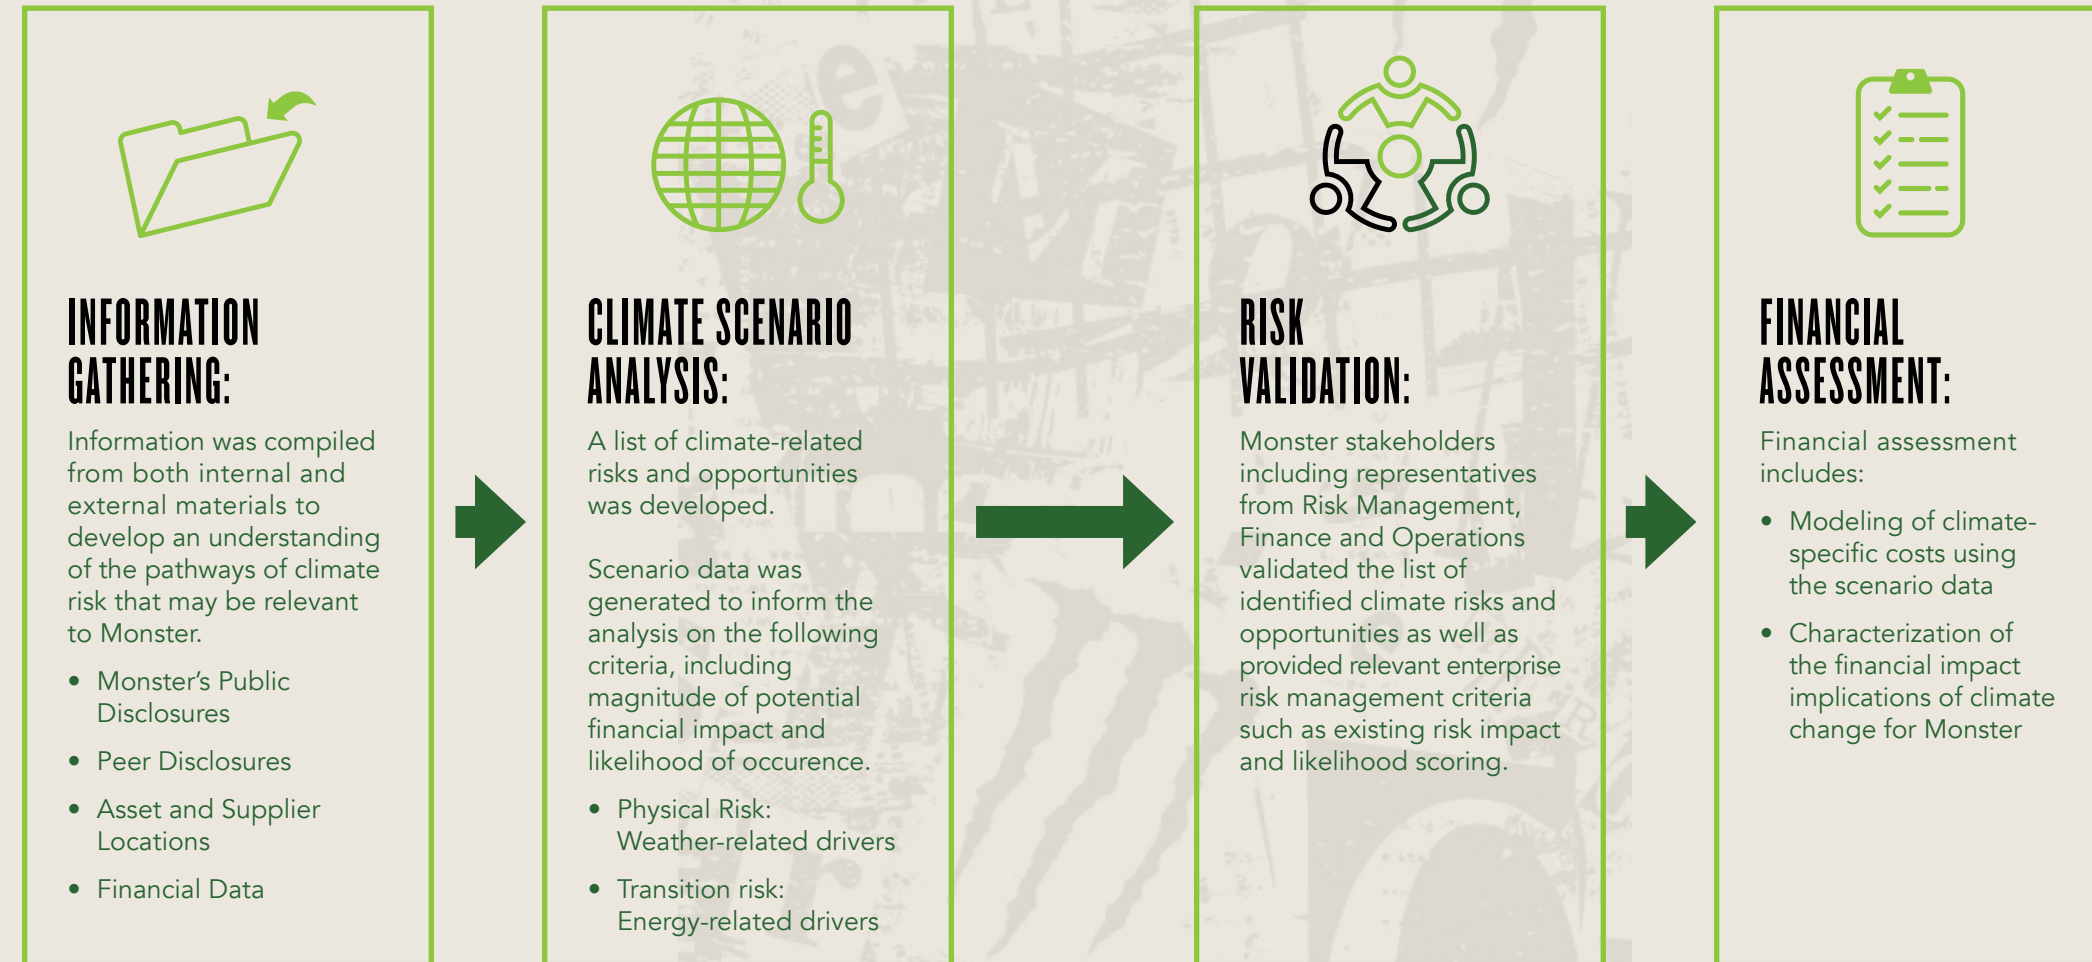 INFORMATION
GATHERING:
Information was compiled
from both internal and
external materials to
develop an understanding
of the pathways of climate
risk that may be relevant
to Monster.
• Monster’s Public
Disclosures
• Peer Disclosures
• Asset and Supplier
Locations
• Financial Data
CLIMATE SCENARIO
ANALYSIS:
A list of climate-related
risks and opportunities
was developed.
Scenario data was
generated to inform the
analysis on the following
criteria, including
magnitude of potential
financial impact and
likelihood of occurence.
• Physical Risk:
Weather-related drivers
• Transition risk:
Energy-related drivers
RISK
VALIDATION:
Monster stakeholders
including representatives
from Risk Management,
Finance and Operations
validated the list of
identified climate risks and
opportunities as well as
provided relevant enterprise
risk management criteria
such as existing risk impact
and likelihood scoring.
FINANCIAL
ASSESSMENT:
Financial assessment
includes:
• Modeling of climate-
specific costs using
the scenario data
• Characterization of
the financial impact
implications of climate
change for Monster